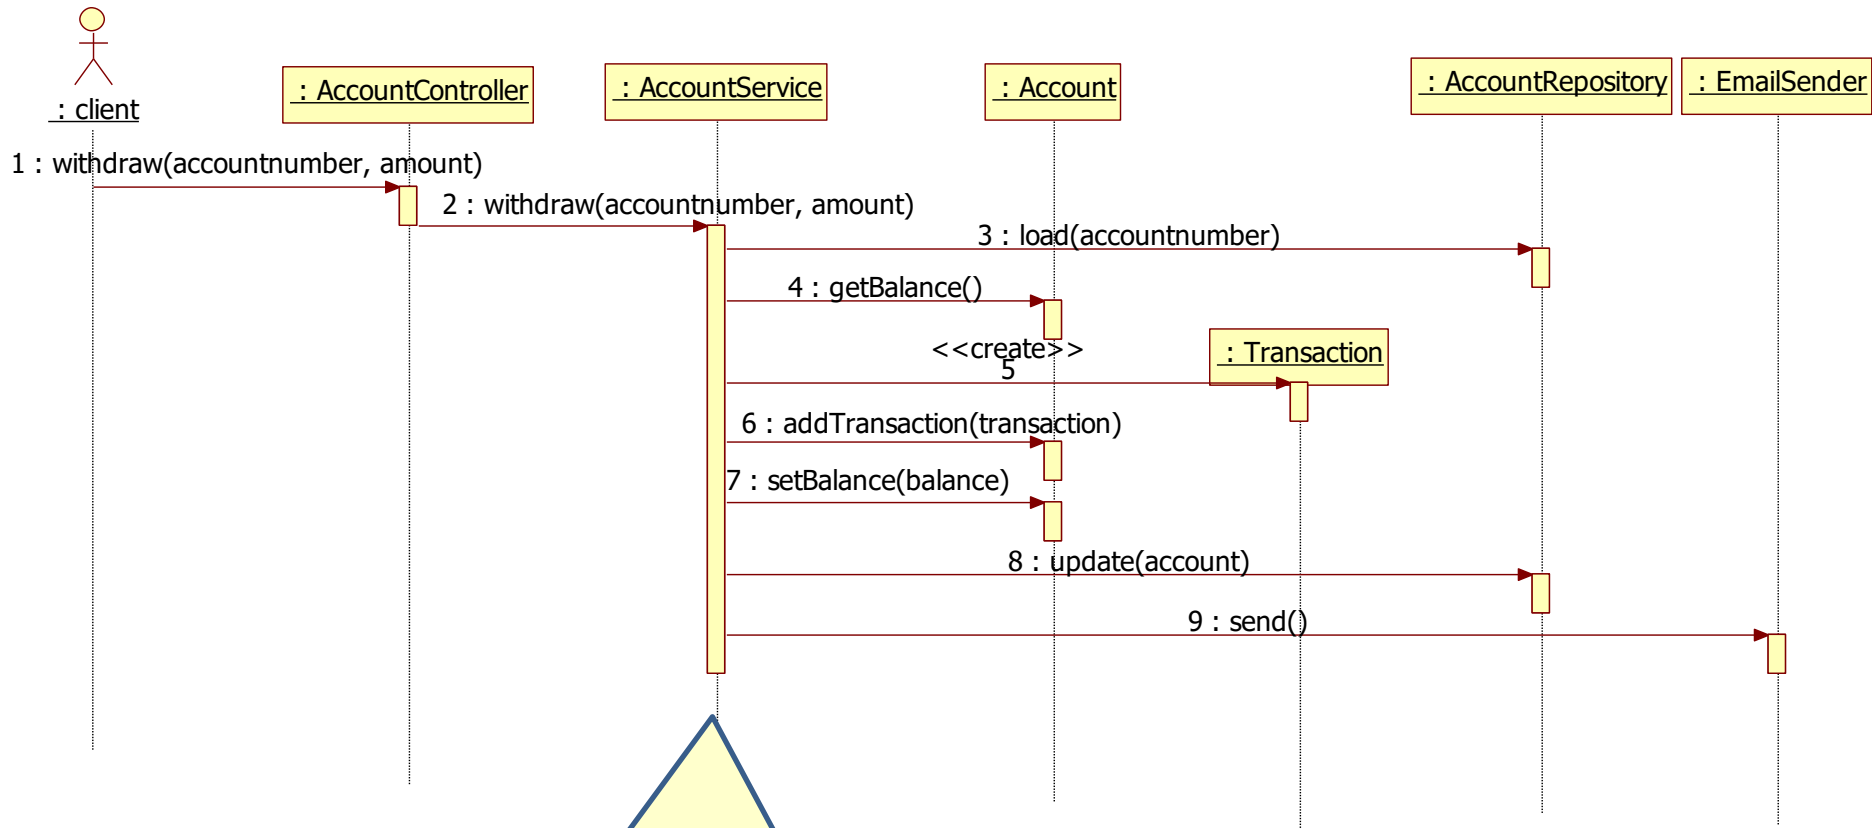 : client
: AccountController
: AccountService
: Account
: AccountRepository
: EmailSender
1 : withdraw(accountnumber, amount)
2 : withdraw(accountnumber, amount)
3 : load(accountnumber)
4 : getBalance()
<<create>>
5
: Transaction
6 : addTransaction(transaction)
7 : setBalance(balance)
8 : update(account)
9 : send()